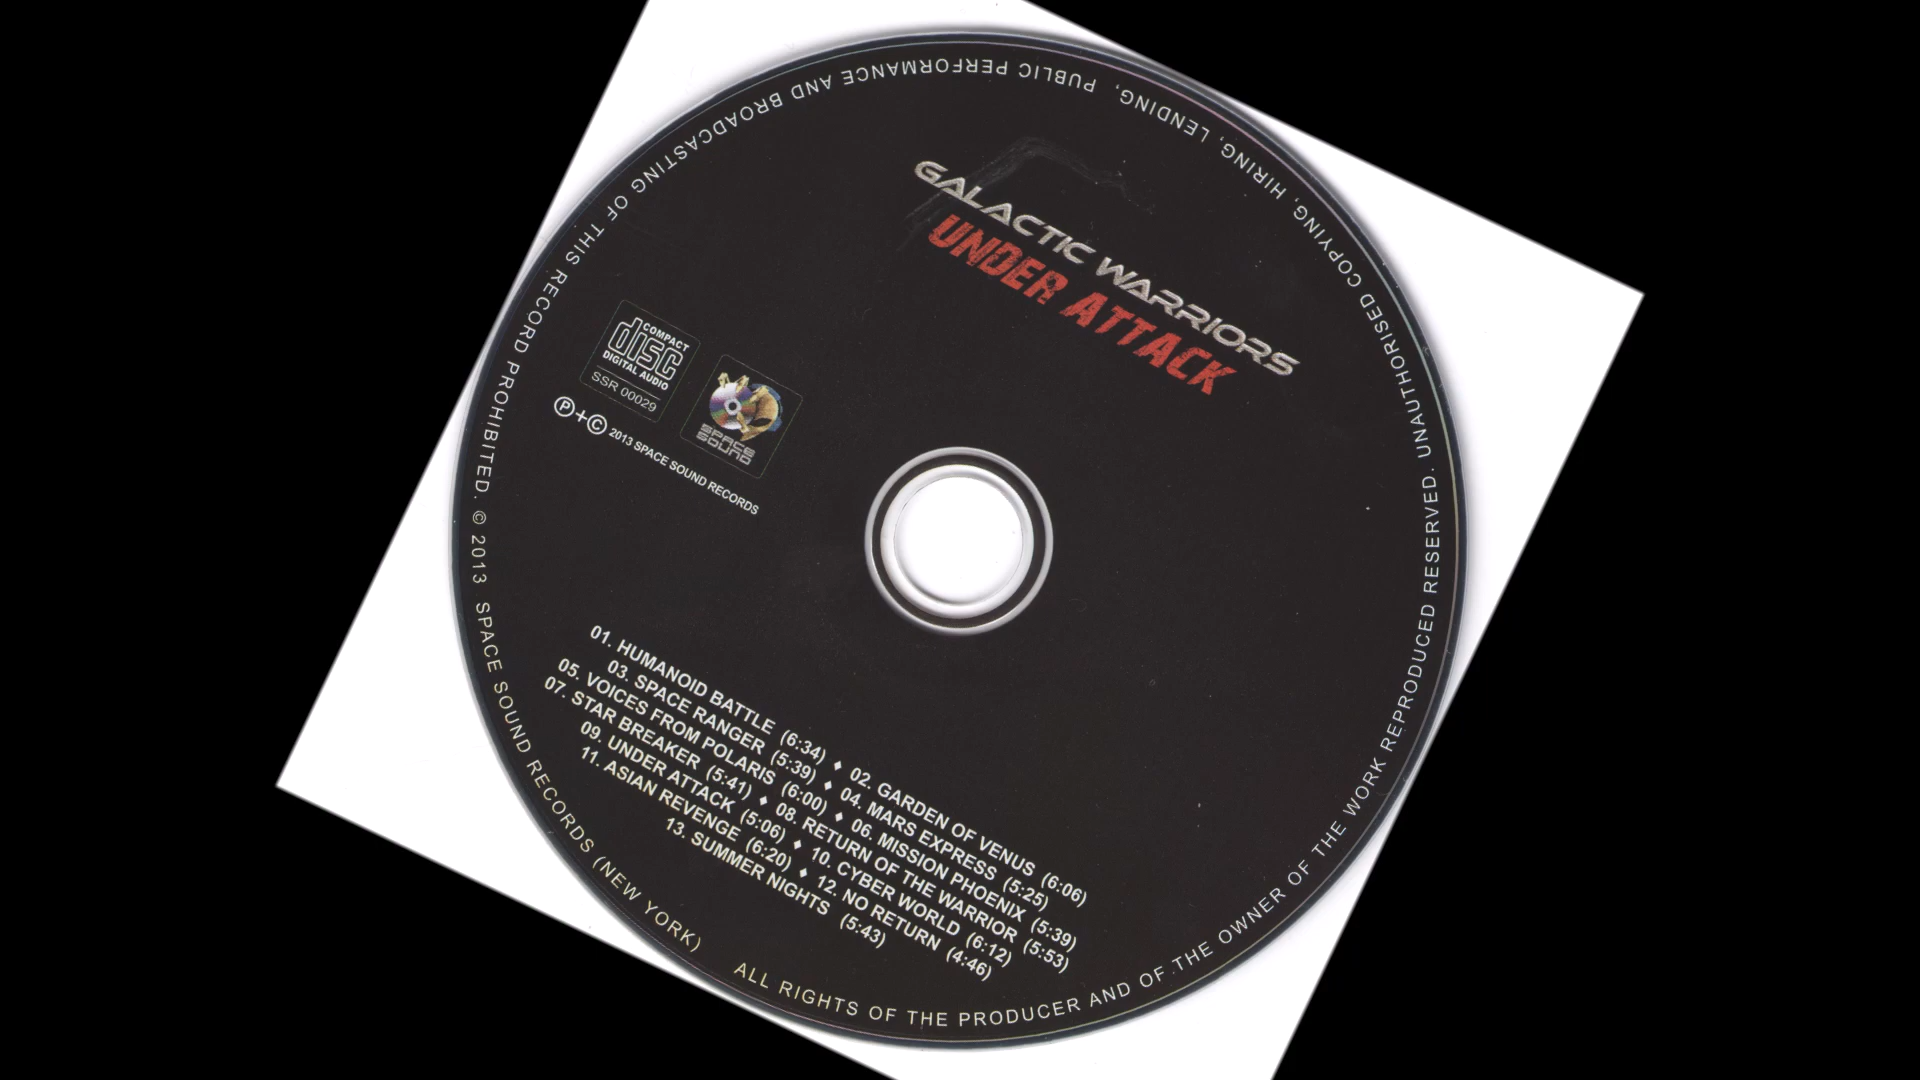 GALACTIC WARRIORS
UNDER ATTACK
COMPACT
disc
DIGITAL AUDIO
SSR 00029
SPACE
SOUND
Ⓟ+© 2013 SPACE SOUND RECORDS
01. HUMANOID BATTLE (6:34) ♦ 02. GARDEN OF VENUS (6:06)
03. SPACE RANGER (5:39) ♦ 04. MARS EXPRESS (5:25)
05. VOICES FROM POLARIS (6:00) ♦ 06. MISSION PHOENIX (5:39)
07. STAR BREAKER (5:41) ♦ 08. RETURN OF THE WARRIOR (5:53)
09. UNDER ATTACK (5:06) ♦ 10. CYBER WORLD (6:12)
11. ASIAN REVENGE (6:20) ♦ 12. NO RETURN (4:46)
13. SUMMER NIGHTS (5:43)
ALL RIGHTS OF THE PRODUCER AND OF THE OWNER OF THE WORK REPRODUCED RESERVED. UNAUTHORISED COPYING, HIRING, LENDING, PUBLIC PERFORMANCE AND BROADCASTING OF THIS RECORD PROHIBITED. © 2013 SPACE SOUND RECORDS (NEW YORK)